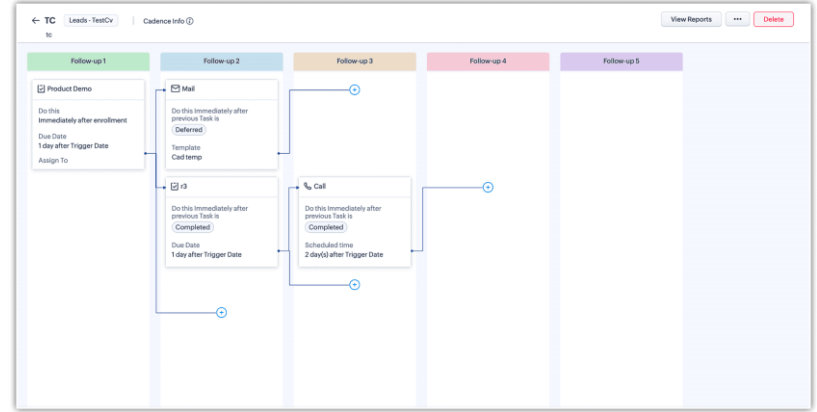 TC Leads - TestCv Cadence Info
tc
View Reports ••• Delete
Follow-up 1
Follow-up 2
Follow-up 3
Follow-up 4
Follow-up 5
Product Demo
Do this
Immediately after enrollment
Due Date
1 day after Trigger Date
Assign To
Mail
Do this Immediately after
previous Task is
Deferred
Template
Cad temp
r3
Do this Immediately after
previous Task is
Completed
Due Date
1 day after Trigger Date
Call
Do this Immediately after
previous Task is
Completed
Scheduled time
2 day(s) after Trigger Date